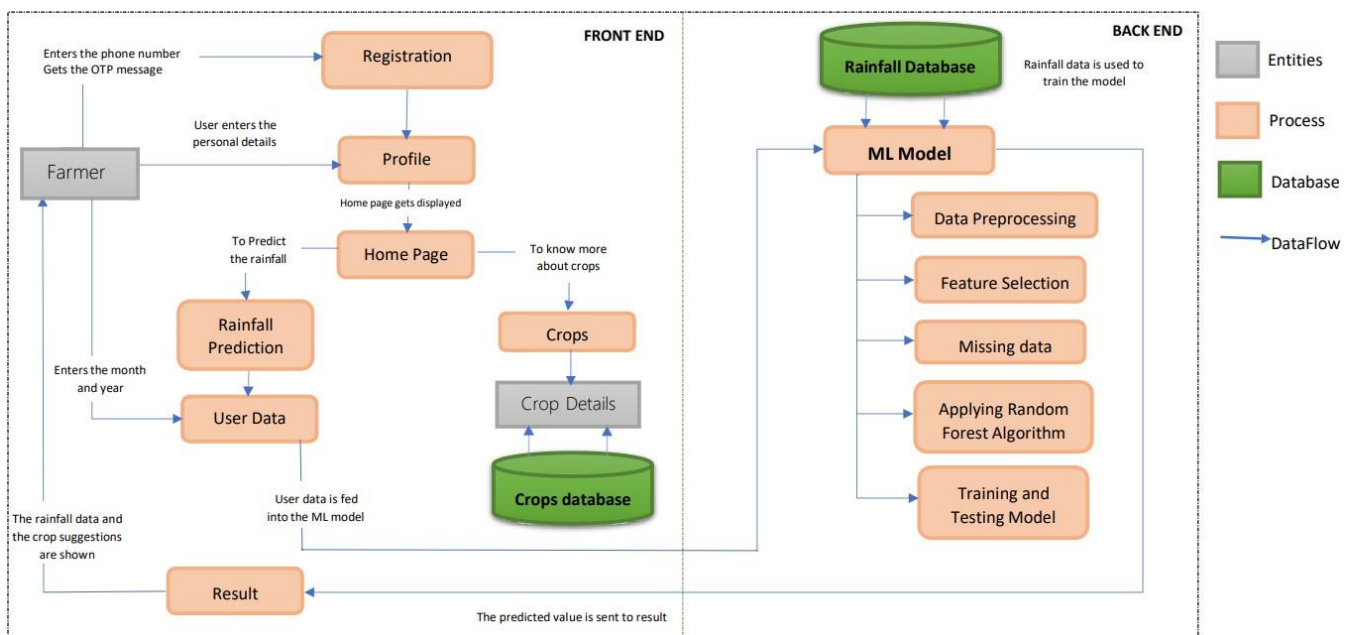 FRONT END
Enters the phone number
Gets the OTP message
Registration
User enters the
personal details
Farmer
Profile
Home page gets displayed
To Predict
the rainfall
Home Page
To know more
about crops
Rainfall
Prediction
Crops
Enters the month
and year
User Data
Crop Details
Crops database
User data is fed
into the ML model
The rainfall data and
the crop suggestions
are shown
Result
The predicted value is sent to result
BACK END
Rainfall Database
Rainfall data is used to
train the model
ML Model
Data Preprocessing
Feature Selection
Missing data
Applying Random
Forest Algorithm
Training and
Testing Model
Entities
Process
Database
DataFlow